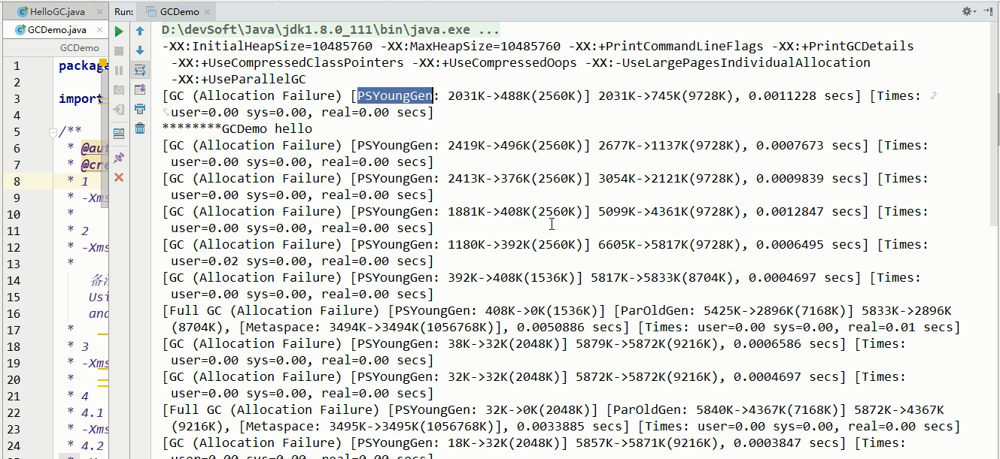 HelloGC.java
Run:
GCDemo
GCDemo.java
GCDemo
D:\devSoft\Java\jdk1.8.0_111\bin\java.exe ...
-XX:InitialHeapSize=10485760 -XX:MaxHeapSize=10485760 -XX:+PrintCommandLineFlags -XX:+PrintGCDetails
-XX:+UseCompressedClassPointers -XX:+UseCompressedOops -XX:-UseLargePagesIndividualAllocation
-XX:+UseParallelGC
[GC (Allocation Failure) [PSYoungGen: 2031K->488K(2560K)] 2031K->745K(9728K), 0.0011228 secs] [Times:
user=0.00 sys=0.00, real=0.00 secs]
********GCDemo hello
[GC (Allocation Failure) [PSYoungGen: 2419K->496K(2560K)] 2677K->1137K(9728K), 0.0007673 secs] [Times:
user=0.00 sys=0.00, real=0.00 secs]
[GC (Allocation Failure) [PSYoungGen: 2413K->376K(2560K)] 3054K->2121K(9728K), 0.0009839 secs] [Times:
user=0.00 sys=0.00, real=0.00 secs]
[GC (Allocation Failure) [PSYoungGen: 1881K->408K(2560K)] 5099K->4361K(9728K), 0.0012847 secs] [Times:
user=0.00 sys=0.00, real=0.00 secs]
[GC (Allocation Failure) [PSYoungGen: 1180K->392K(2560K)] 6605K->5817K(9728K), 0.0006495 secs] [Times:
user=0.02 sys=0.00, real=0.00 secs]
[GC (Allocation Failure) [PSYoungGen: 392K->408K(1536K)] 5817K->5833K(8704K), 0.0004697 secs] [Times:
user=0.00 sys=0.00, real=0.00 secs]
[Full GC (Allocation Failure) [PSYoungGen: 408K->0K(1536K)] [ParOldGen: 5425K->2896K(7168K)] 5833K->2896K
(8704K), [Metaspace: 3494K->3494K(1056768K)], 0.0050886 secs] [Times: user=0.00 sys=0.00, real=0.01 secs]
[GC (Allocation Failure) [PSYoungGen: 38K->32K(2048K)] 5879K->5872K(9216K), 0.0006586 secs] [Times:
user=0.00 sys=0.00, real=0.00 secs]
[GC (Allocation Failure) [PSYoungGen: 32K->32K(2048K)] 5872K->5872K(9216K), 0.0004697 secs] [Times:
user=0.00 sys=0.00, real=0.00 secs]
[Full GC (Allocation Failure) [PSYoungGen: 32K->0K(2048K)] [ParOldGen: 5840K->4367K(7168K)] 5872K->4367K
(9216K), [Metaspace: 3495K->3495K(1056768K)], 0.0033885 secs] [Times: user=0.00 sys=0.00, real=0.00 secs]
[GC (Allocation Failure) [PSYoungGen: 18K->32K(2048K)] 5857K->5871K(9216K), 0.0003847 secs] [Times:
user=0.00 sys=0.00, real=0.00 secs]
1 package
2
3 import
4
5 /**
6 * @aut
7 * @cre
8 * 1
9 * -Xms
10 *
11 * 2
12 * -Xms
13 *
14 备
15 Usi
16 and
17 *
18 * 3
19 * -Xms
20 *
21 * 4
22 * 4.1
23 * -Xms
24 * 4.2